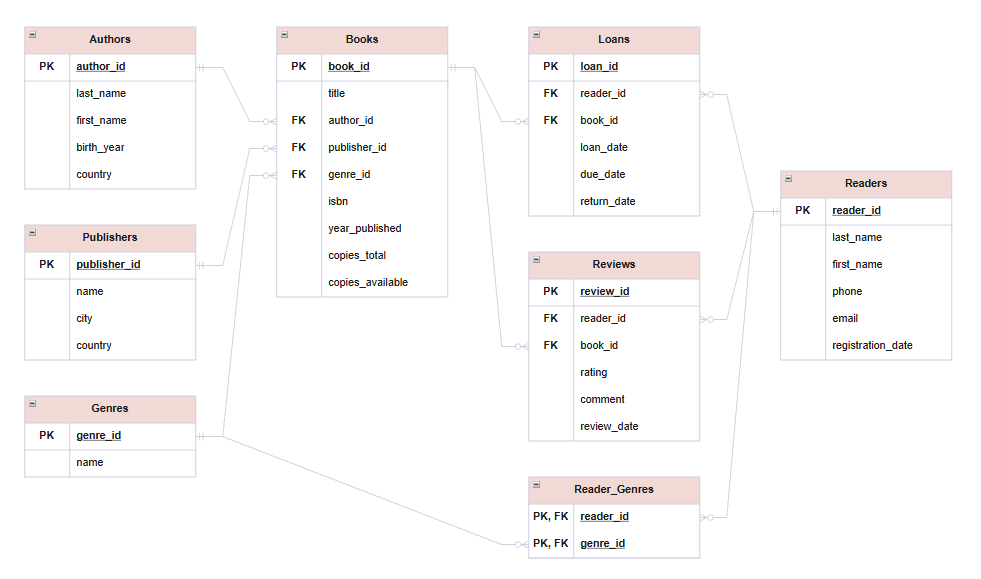 Authors
PK author_id
last_name
first_name
birth_year
country
Publishers
PK publisher_id
name
city
country
Genres
PK genre_id
name
Books
PK book_id
title
FK author_id
FK publisher_id
FK genre_id
isbn
year_published
copies_total
copies_available
Loans
PK loan_id
FK reader_id
FK book_id
loan_date
due_date
return_date
Reviews
PK review_id
FK reader_id
FK book_id
rating
comment
review_date
Reader_Genres
PK, FK reader_id
PK, FK genre_id
Readers
PK reader_id
last_name
first_name
phone
email
registration_date